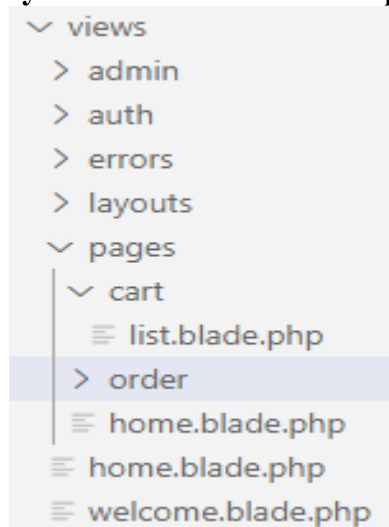 views
admin
auth
errors
layouts
pages
cart
list.blade.php
order
home.blade.php
home.blade.php
welcome.blade.php